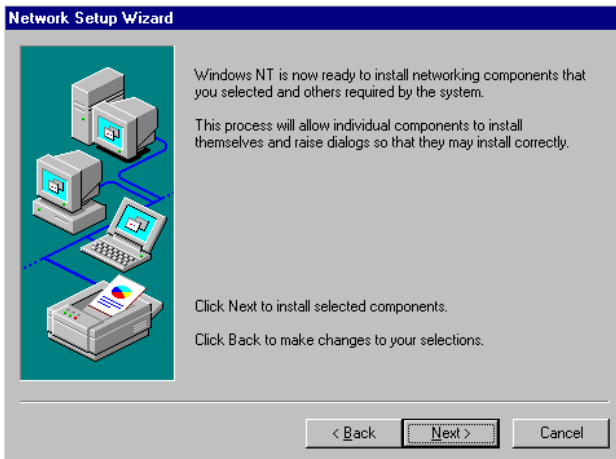 Network Setup Wizard
Windows NT is now ready to install networking components that
you selected and others required by the system.
This process will allow individual components to install
themselves and raise dialogs so that they may install correctly.
Click Next to install selected components.
Click Back to make changes to your selections.
< Back
Next >
Cancel